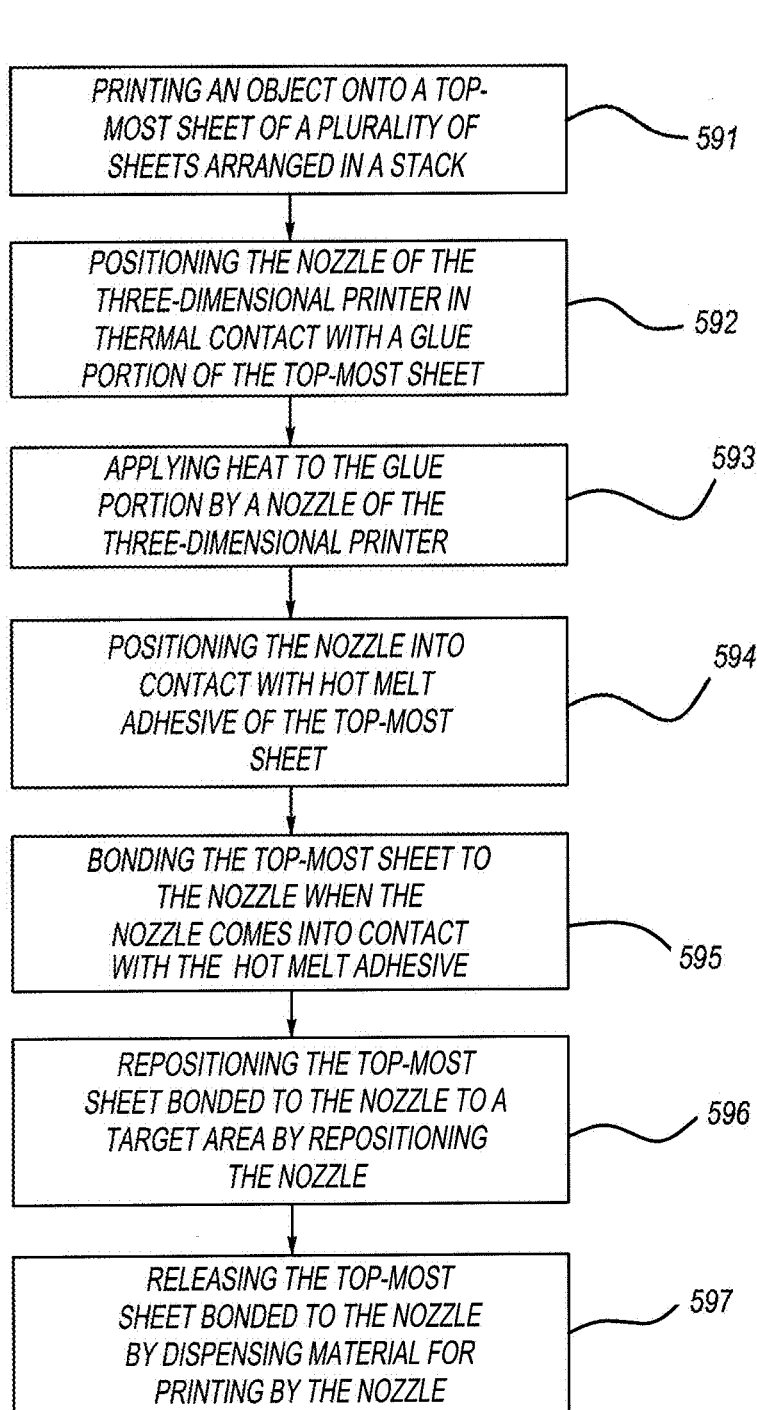 PRINTING AN OBJECT ONTO A TOP-
MOST SHEET OF A PLURALITY OF
SHEETS ARRANGED IN A STACK
591
POSITIONING THE NOZZLE OF THE
THREE-DIMENSIONAL PRINTER IN
THERMAL CONTACT WITH A GLUE
PORTION OF THE TOP-MOST SHEET
592
APPLYING HEAT TO THE GLUE
PORTION BY A NOZZLE OF THE
THREE-DIMENSIONAL PRINTER
593
POSITIONING THE NOZZLE INTO
CONTACT WITH HOT MELT
ADHESIVE OF THE TOP-MOST
SHEET
594
BONDING THE TOP-MOST SHEET TO
THE NOZZLE WHEN THE
NOZZLE COMES INTO CONTACT
WITH THE HOT MELT ADHESIVE
595
REPOSITIONING THE TOP-MOST
SHEET BONDED TO THE NOZZLE TO A
TARGET AREA BY REPOSITIONING
THE NOZZLE
596
RELEASING THE TOP-MOST
SHEET BONDED TO THE NOZZLE
BY DISPENSING MATERIAL FOR
PRINTING BY THE NOZZLE
597